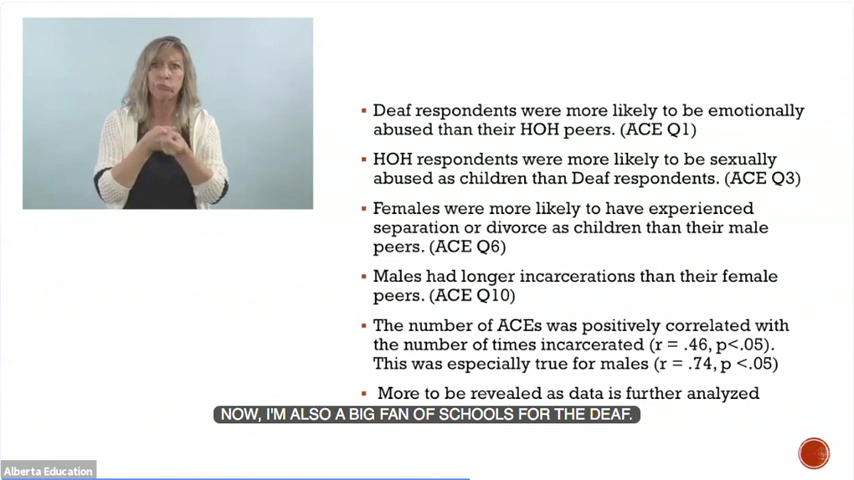 ▪ Deaf respondents were more likely to be emotionally
abused than their HOH peers. (ACE Q1)
▪ HOH respondents were more likely to be sexually
abused as children than Deaf respondents. (ACE Q3)
▪ Females were more likely to have experienced
separation or divorce as children than their male
peers. (ACE Q6)
▪ Males had longer incarcerations than their female
peers. (ACE Q10)
▪ The number of ACEs was positively correlated with
the number of times incarcerated (r = .46, p<.05).
This was especially true for males (r = .74, p <.05)
▪ More to be revealed as data is further analyzed
NOW, I'M ALSO A BIG FAN OF SCHOOLS FOR THE DEAF.
Alberta Education